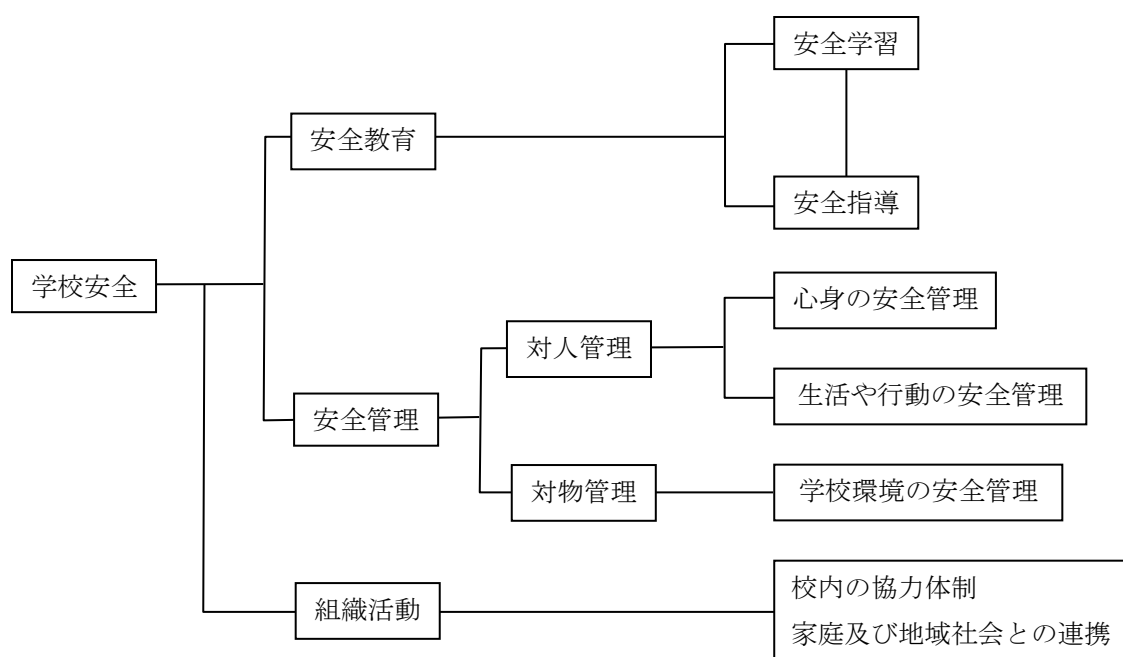 安全学習
安全教育
安全指導
学校安全
心身の安全管理
対人管理
生活や行動の安全管理
安全管理
対物管理
学校環境の安全管理
組織活動
校内の協力体制
家庭及び地域社会との連携